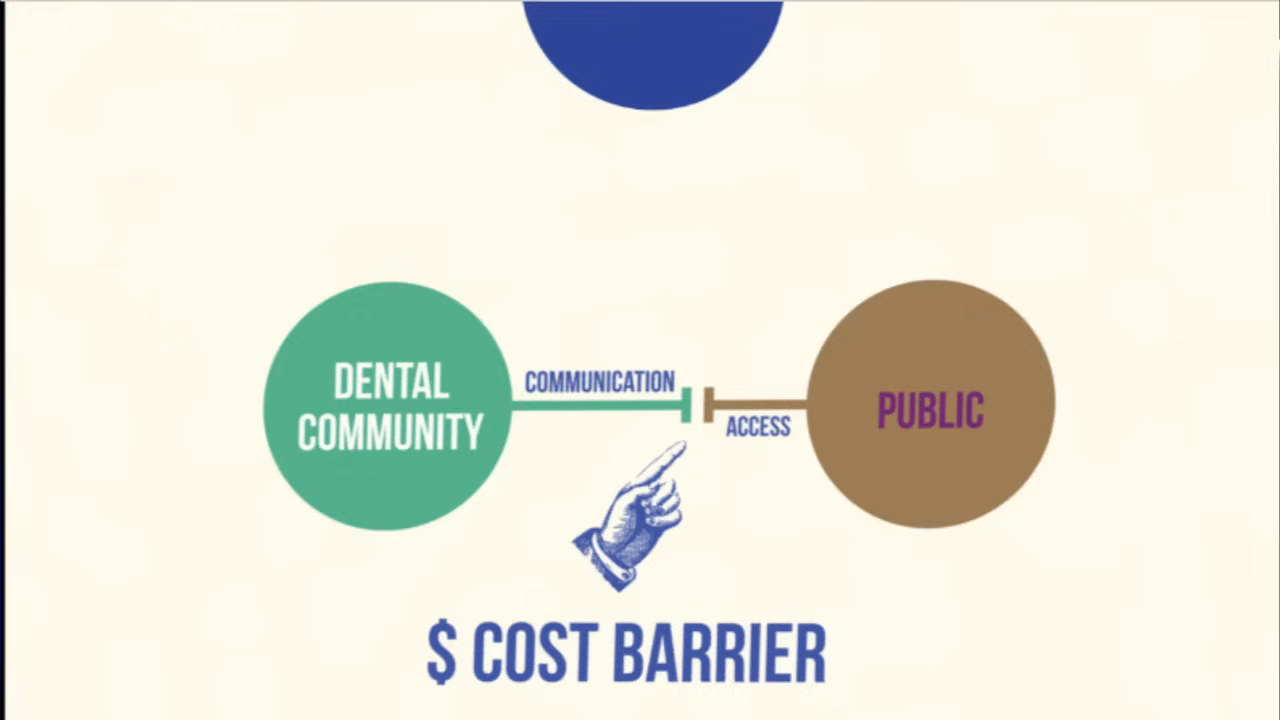 DENTAL
COMMUNITY
COMMUNICATION
ACCESS
PUBLIC
$ COST BARRIER